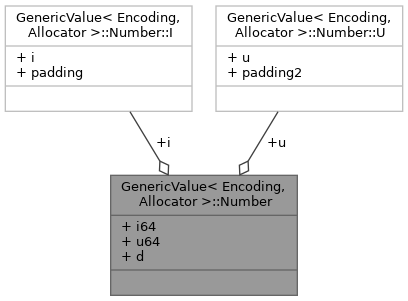 GenericValue< Encoding,
Allocator >::Number::I
+ i
+ padding
GenericValue< Encoding,
Allocator >::Number::U
+ u
+ padding2
+i
+u
GenericValue< Encoding,
Allocator >::Number
+ i64
+ u64
+ d